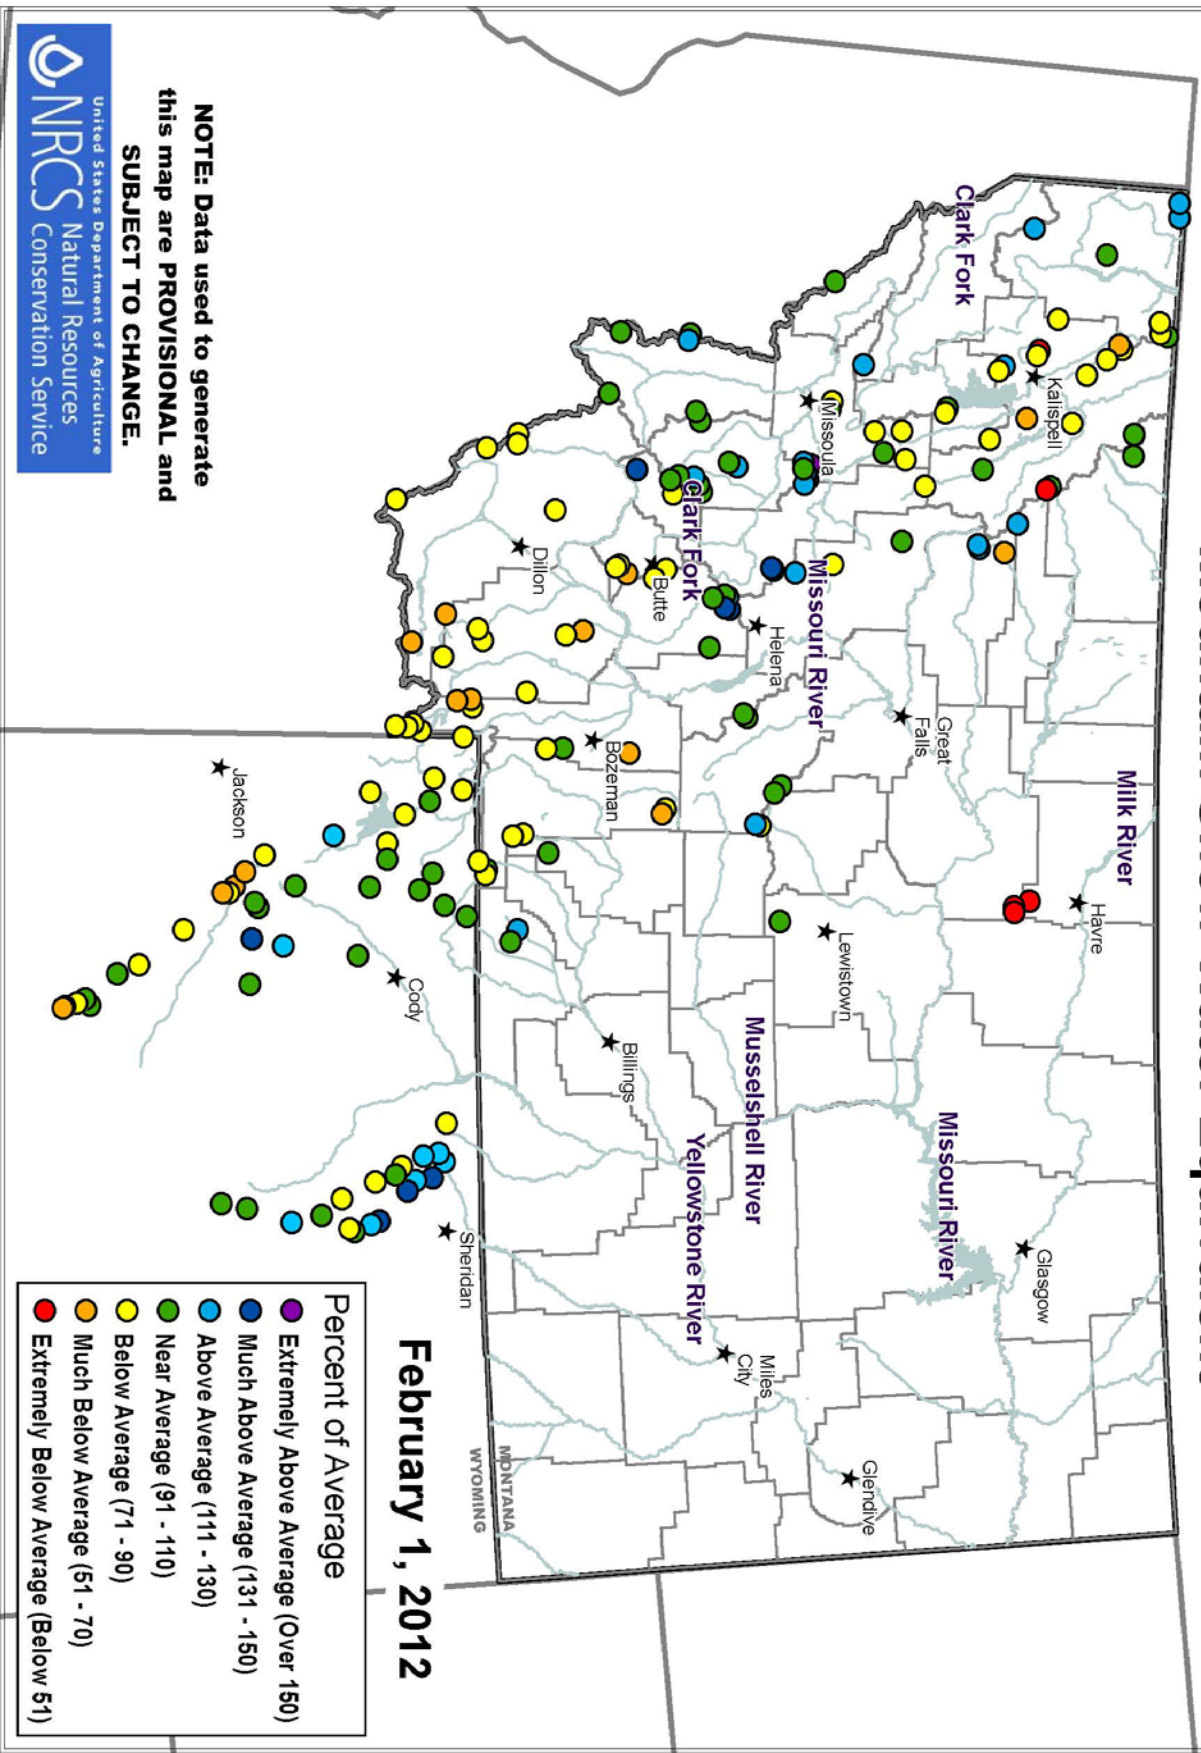 Clark Fork
Kalispell
Missoula
Clark Fork
Missouri River
Dillon
Butte
Helena
Great
Falls
Bozeman
Milk River
Havre
Lewistown
Jackson
Cody
Billings
Musselshell River
Yellowstone River
Missouri River
Glasgow
Sheridan
Miles
City
Glendive
MONTANA
WYOMING
NOTE: Data used to generate
this map are PROVISIONAL and
SUBJECT TO CHANGE.
United States Department of Agriculture
NRCS
Natural Resources
Conservation Service
February 1, 2012
Percent of Average
Extremely Above Average (Over 150)
Much Above Average (131 - 150)
Above Average (111 - 130)
Near Average (91 - 110)
Below Average (71 - 90)
Much Below Average (51 - 70)
Extremely Below Average (Below 51)